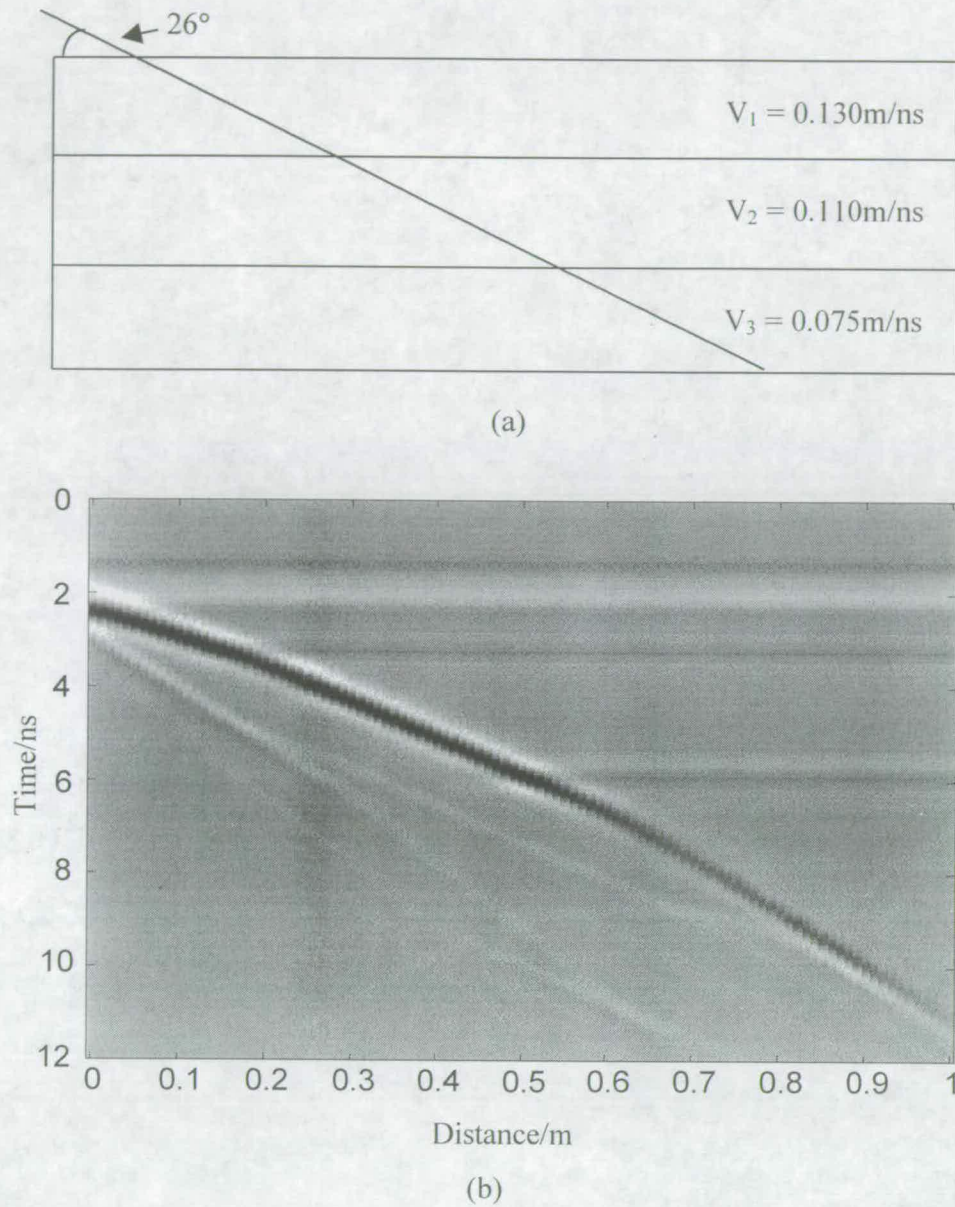 26°
V₁ = 0.130m/ns
V₂ = 0.110m/ns
V₃ = 0.075m/ns
(a)
0
2
4
6
8
10
12
Time/ns
0 0.1 0.2 0.3 0.4 0.5 0.6 0.7 0.8 0.9 1
Distance/m
(b)